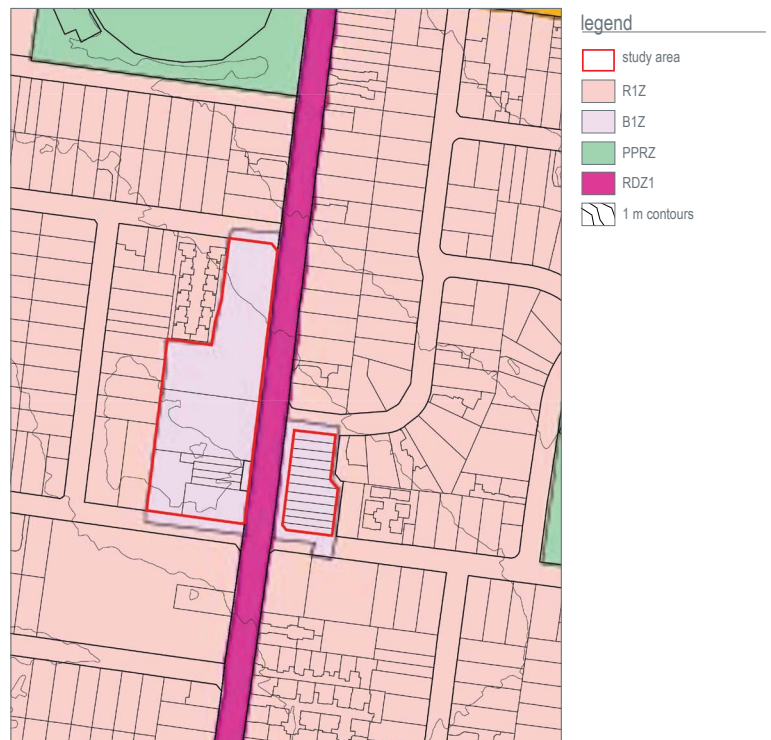 legend
study area
R1Z
B1Z
PPRZ
RDZ1
1 m contours